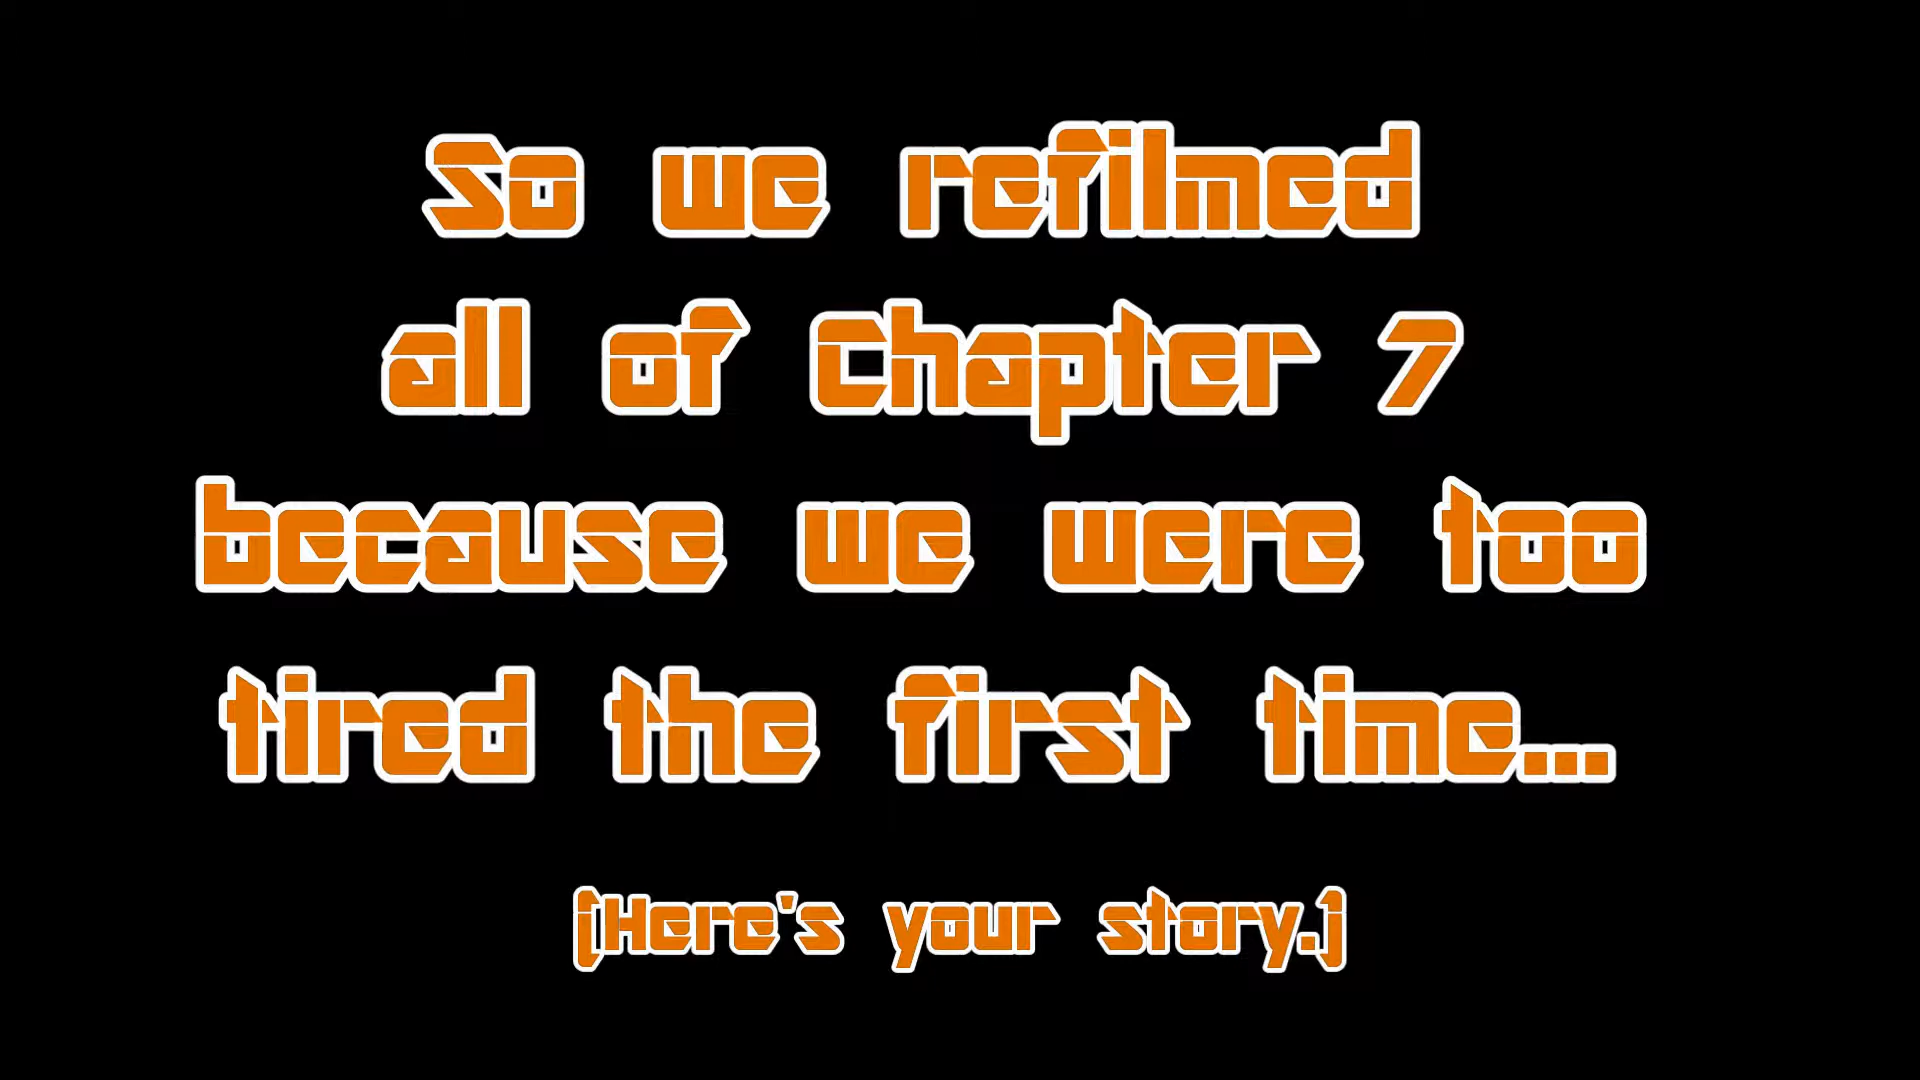 So we refilmed
all of Chapter 7
because we were too
tired the first time...
(Here's your story.)